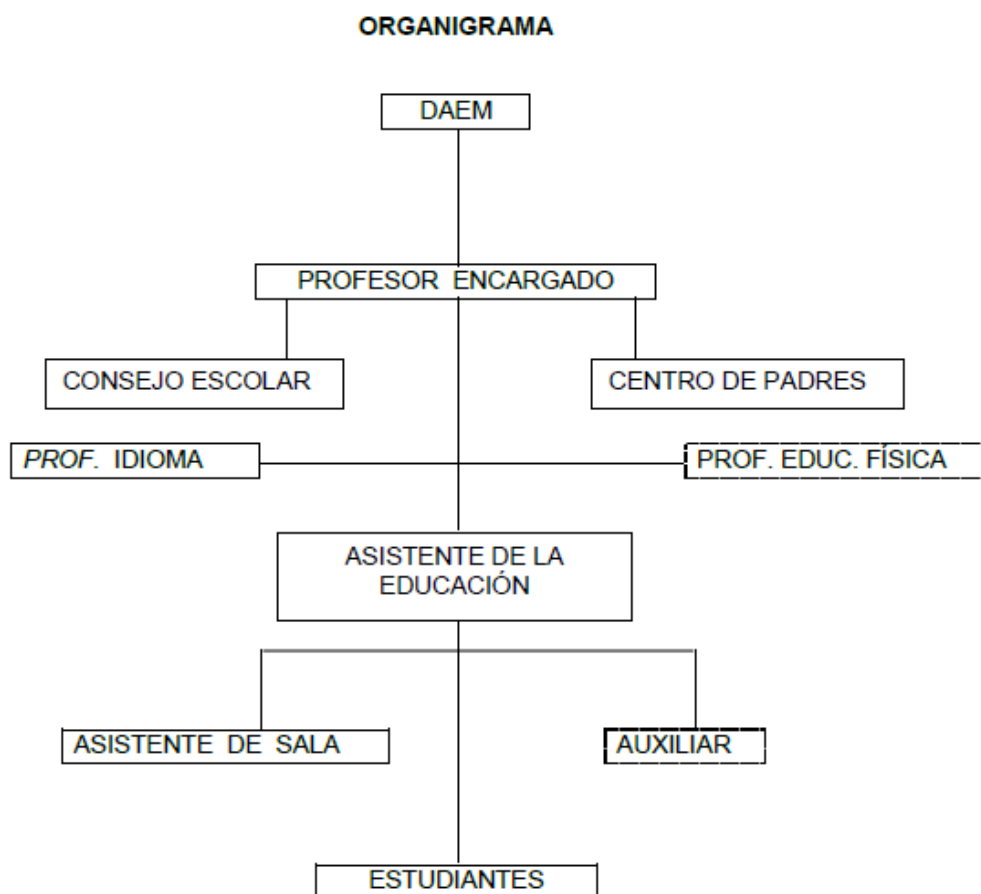 ORGANIGRAMA
DAEM
PROFESOR ENCARGADO
CONSEJO ESCOLAR
CENTRO DE PADRES
PROF. IDIOMA
PROF. EDUC. FÍSICA
ASISTENTE DE LA
EDUCACIÓN
ASISTENTE DE SALA
AUXILIAR
ESTUDIANTES